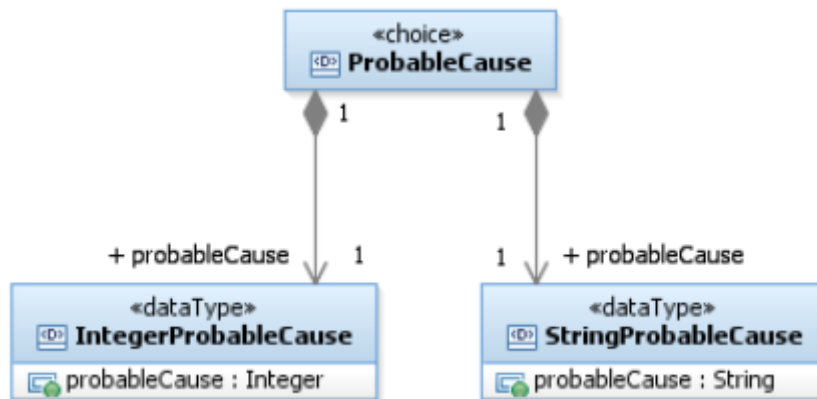 «choice»
ProbableCause
1
1
+ probableCause
1
1
+ probableCause
«dataType»
IntegerProbableCause
probableCause : Integer
«dataType»
StringProbableCause
probableCause : String